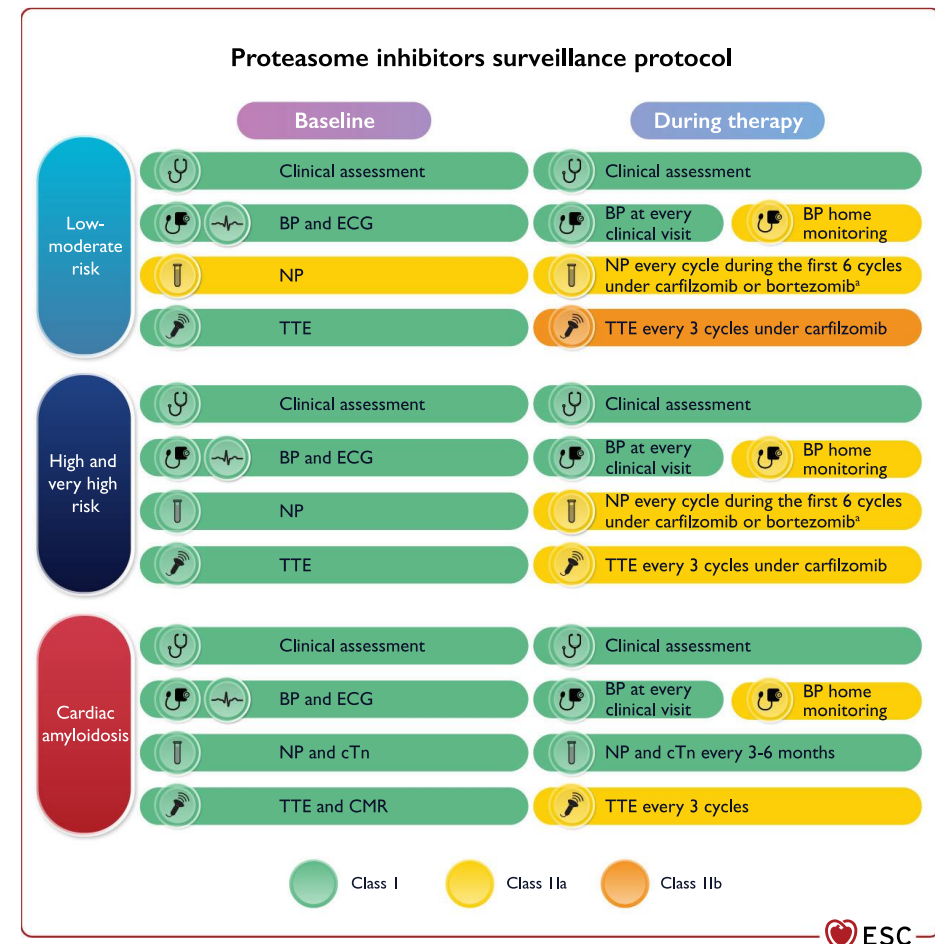 Proteasome inhibitors surveillance protocol
Baseline
During therapy
Low-
moderate
risk
Clinical assessment
Clinical assessment
BP and ECG
BP at every
clinical visit
BP home
monitoring
NP
NP every cycle during the first 6 cycles
under carfilzomib or bortezomibᵃ
TTE
TTE every 3 cycles under carfilzomib
High and
very high
risk
Clinical assessment
Clinical assessment
BP and ECG
BP at every
clinical visit
BP home
monitoring
NP
NP every cycle during the first 6 cycles
under carfilzomib or bortezomibᵃ
TTE
TTE every 3 cycles under carfilzomib
Cardiac
amyloidosis
Clinical assessment
Clinical assessment
BP and ECG
BP at every
clinical visit
BP home
monitoring
NP and cTn
NP and cTn every 3-6 months
TTE and CMR
TTE every 3 cycles
Class I
Class IIa
Class IIb
ESC